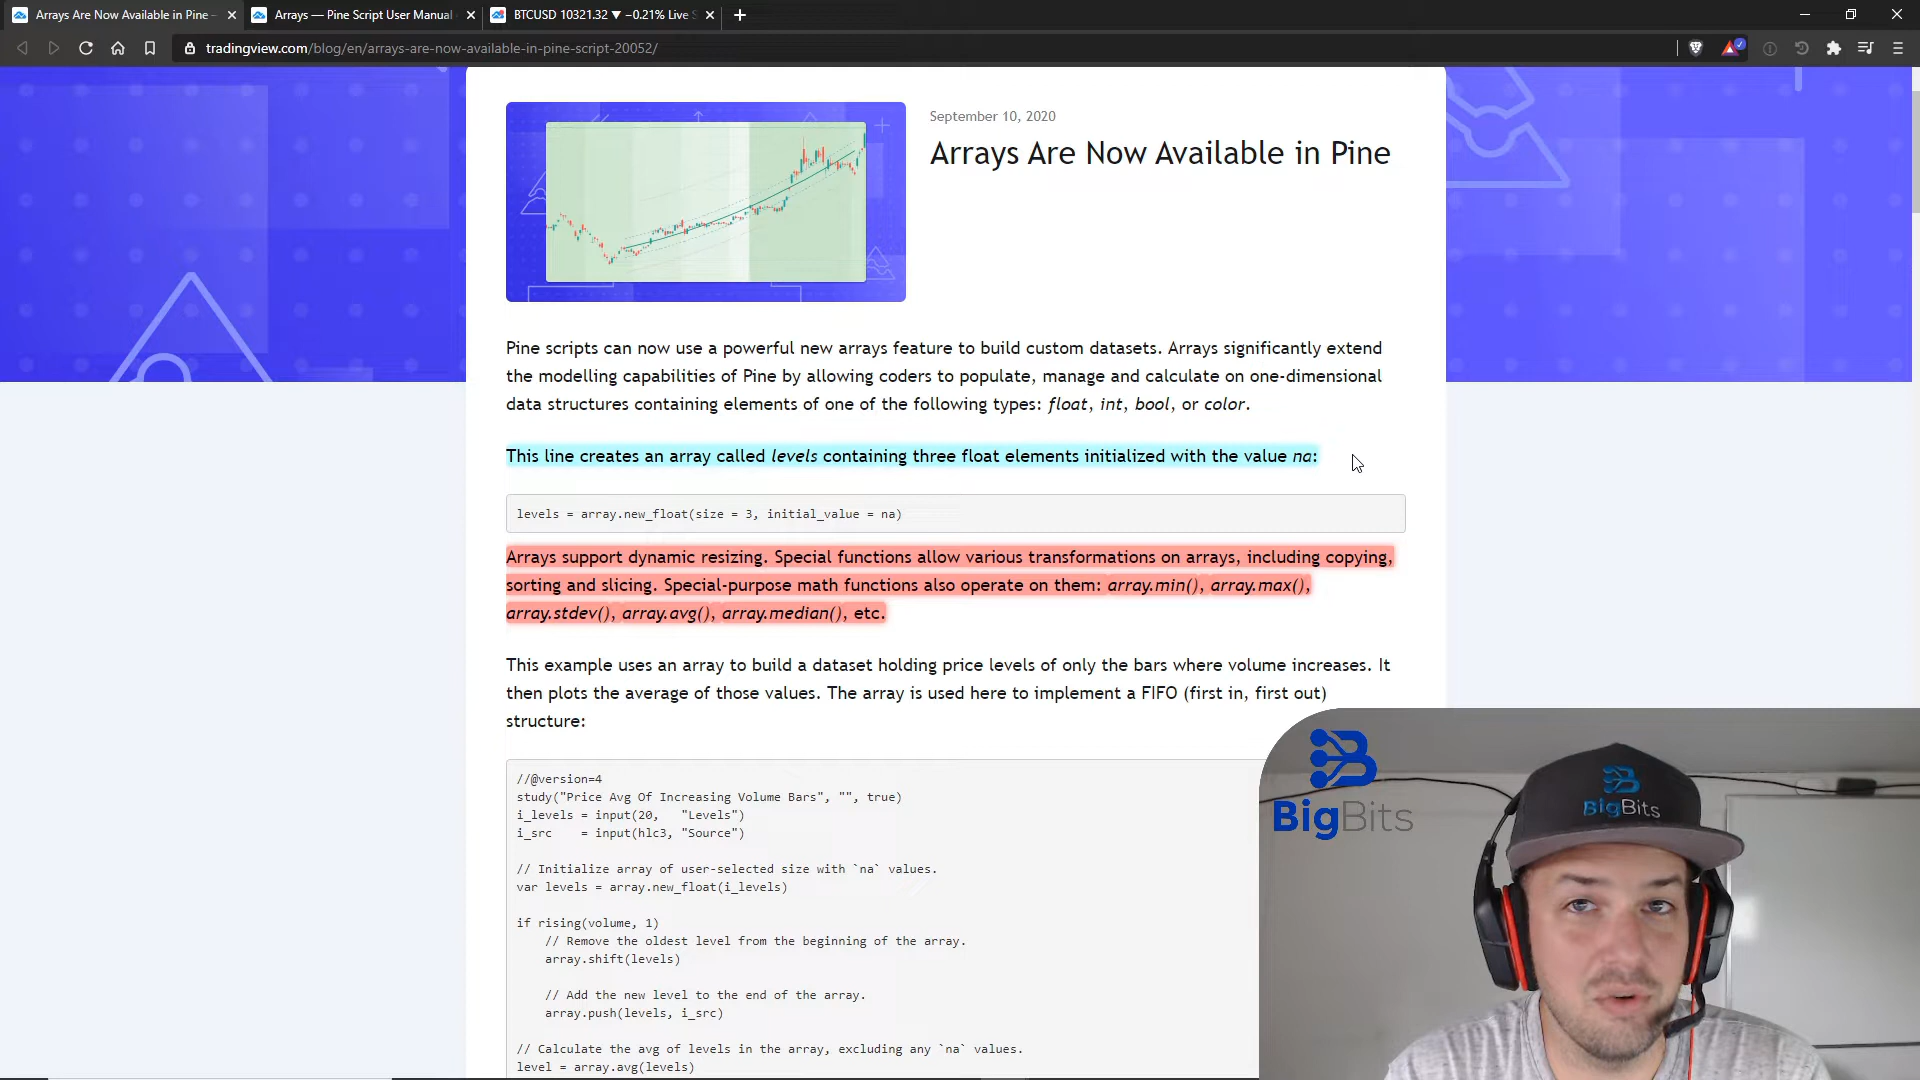 Arrays Are Now Available in Pine –
Arrays — Pine Script User Manual
BTCUSD 10321.32 ▼ −0.21% Live S
tradingview.com/blog/en/arrays-are-now-available-in-pine-script-20052/
September 10, 2020
Arrays Are Now Available in Pine
Pine scripts can now use a powerful new arrays feature to build custom datasets. Arrays significantly extend
the modelling capabilities of Pine by allowing coders to populate, manage and calculate on one-dimensional
data structures containing elements of one of the following types: float, int, bool, or color.
This line creates an array called levels containing three float elements initialized with the value na:
levels = array.new_float(size = 3, initial_value = na)
Arrays support dynamic resizing. Special functions allow various transformations on arrays, including copying,
sorting and slicing. Special-purpose math functions also operate on them: array.min(), array.max(),
array.stdev(), array.avg(), array.median(), etc.
This example uses an array to build a dataset holding price levels of only the bars where volume increases. It
then plots the average of those values. The array is used here to implement a FIFO (first in, first out)
structure:
//@version=4
study("Price Avg Of Increasing Volume Bars", "", true)
i_levels = input(20,   "Levels")
i_src    = input(hlc3, "Source")
// Initialize array of user-selected size with `na` values.
var levels = array.new_float(i_levels)
if rising(volume, 1)
    // Remove the oldest level from the beginning of the array.
    array.shift(levels)
    // Add the new level to the end of the array.
    array.push(levels, i_src)
// Calculate the avg of levels in the array, excluding any `na` values.
level = array.avg(levels)
BigBits
BigBits